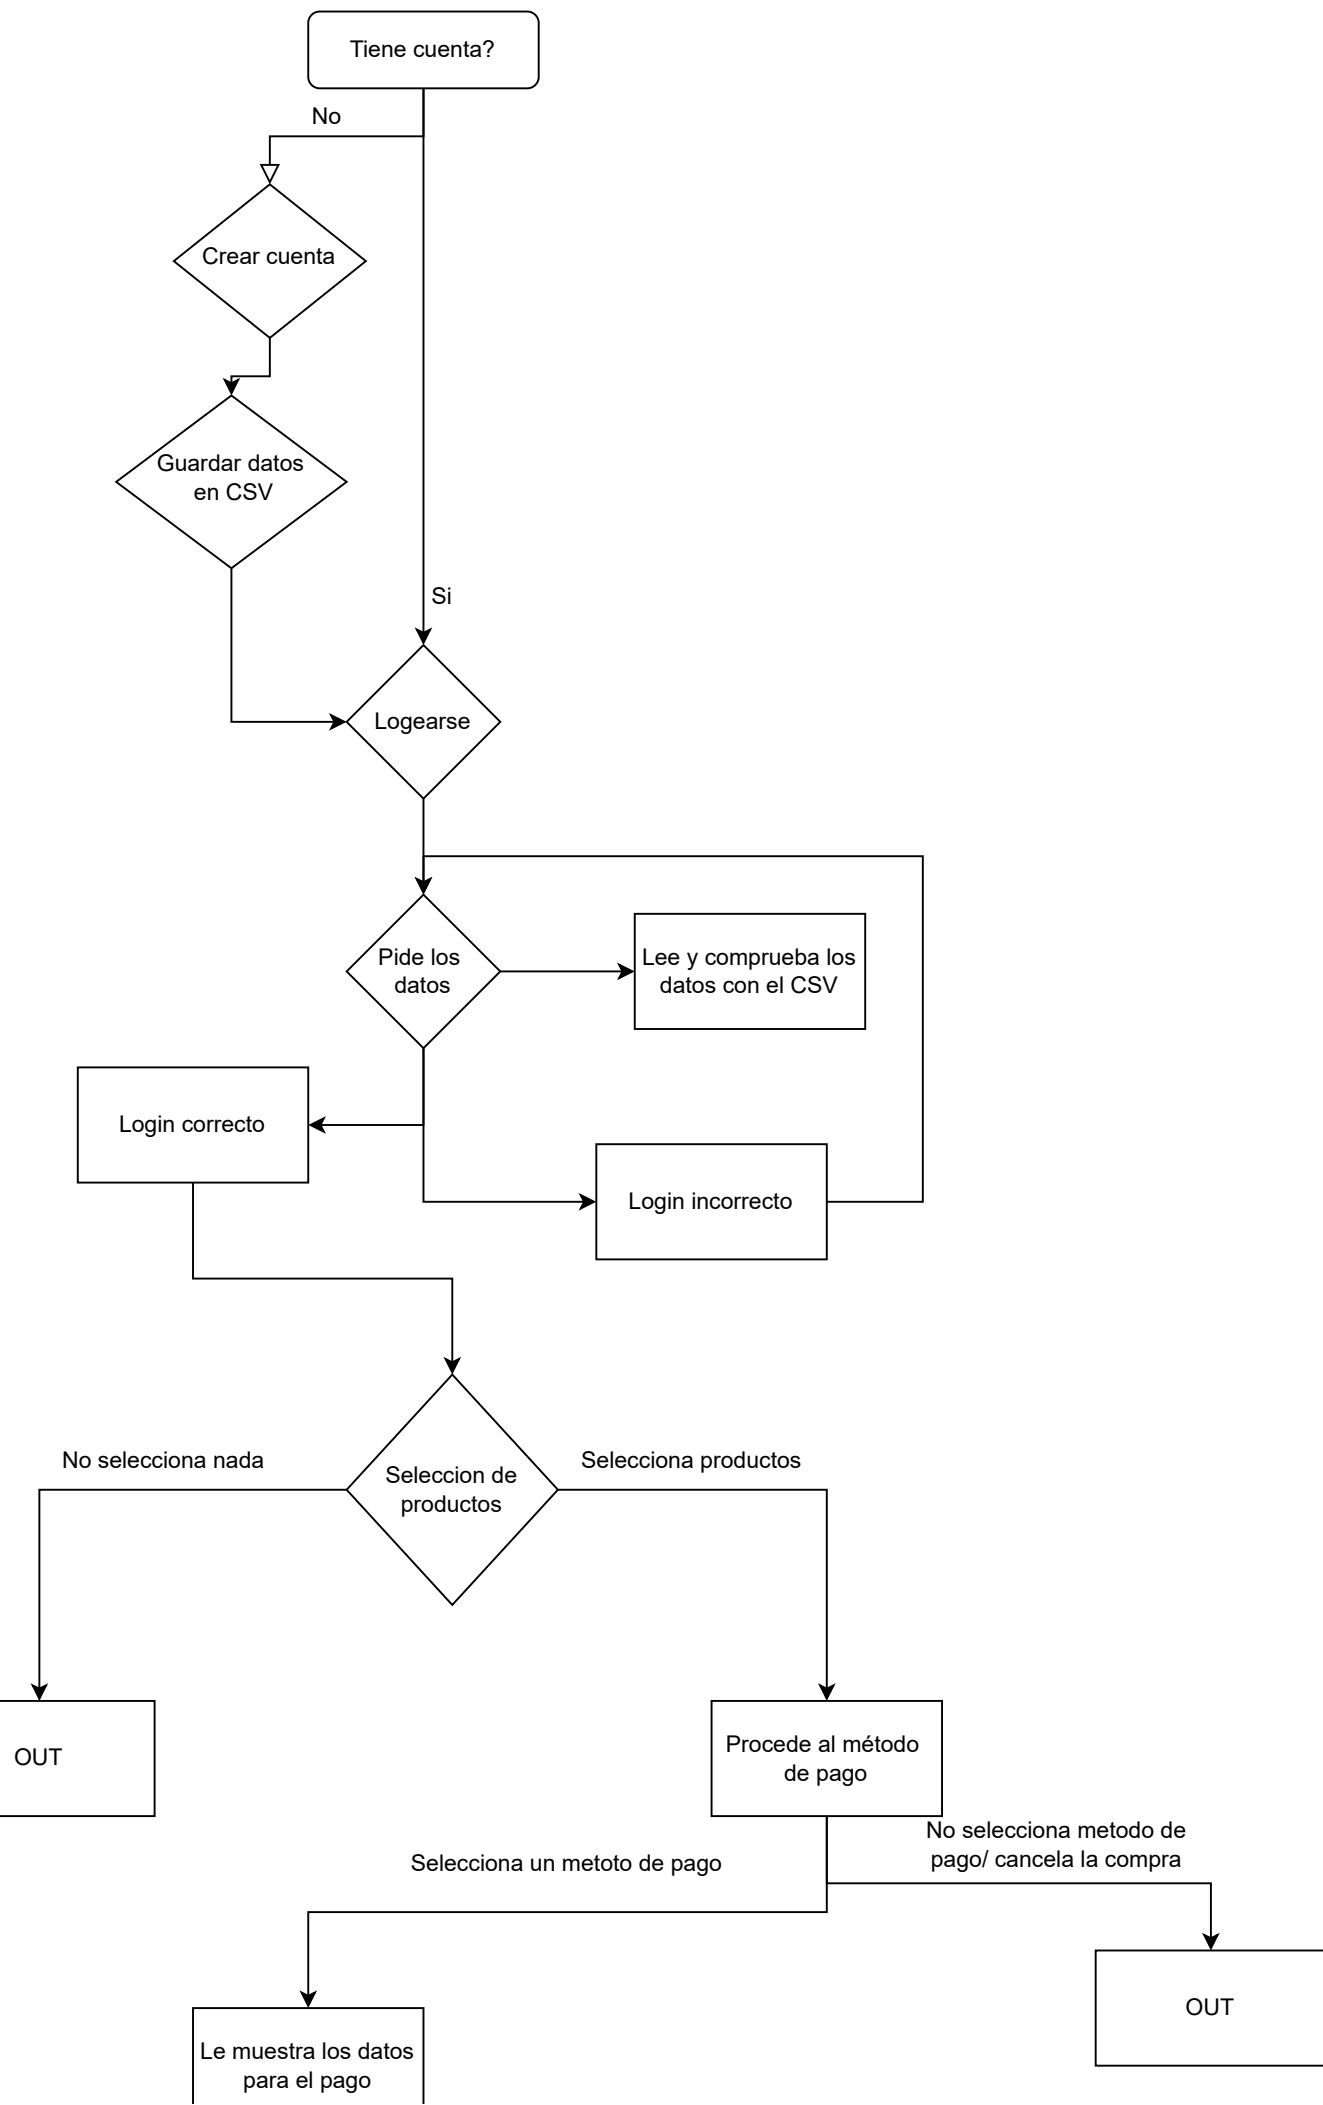 Tiene cuenta?
No
Crear cuenta
Guardar datos
en CSV
Si
Logearse
Pide los
datos
Lee y comprueba los
datos con el CSV
Login correcto
Login incorrecto
No selecciona nada
Seleccion de
productos
Selecciona productos
OUT
Procede al método
de pago
Selecciona un metoto de pago
No selecciona metodo de
pago/ cancela la compra
OUT
Le muestra los datos
para el pago